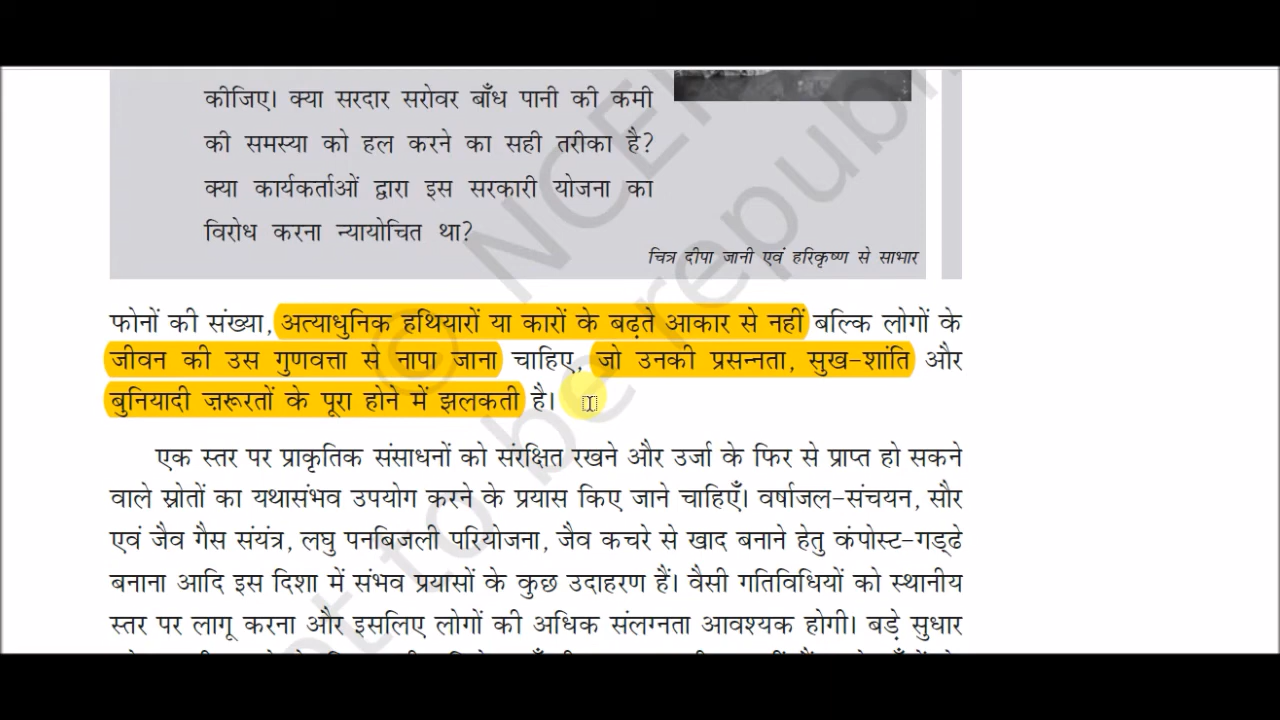 कीजिए। क्या सरदार सरोवर बाँध पानी की कमी
की समस्या को हल करने का सही तरीका है?
क्या कार्यकर्ताओं द्वारा इस सरकारी योजना का
विरोध करना न्यायोचित था?
चित्र दीपा जानी एवं हरिकृष्ण से साभार
फोनों की संख्या, अत्याधुनिक हथियारों या कारों के बढ़ते आकार से नहीं बल्कि लोगों के
जीवन की उस गुणवत्ता से नापा जाना चाहिए, जो उनकी प्रसन्नता, सुख-शांति और
बुनियादी ज़रूरतों के पूरा होने में झलकती है।
एक स्तर पर प्राकृतिक संसाधनों को संरक्षित रखने और उर्जा के फिर से प्राप्त हो सकने
वाले स्रोतों का यथासंभव उपयोग करने के प्रयास किए जाने चाहिएँ। वर्षाजल-संचयन, सौर
एवं जैव गैस संयंत्र, लघु पनबिजली परियोजना, जैव कचरे से खाद बनाने हेतु कंपोस्ट-गड्ढे
बनाना आदि इस दिशा में संभव प्रयासों के कुछ उदाहरण हैं। वैसी गतिविधियों को स्थानीय
स्तर पर लागू करना और इसलिए लोगों की अधिक संलग्नता आवश्यक होगी। बड़े सुधार